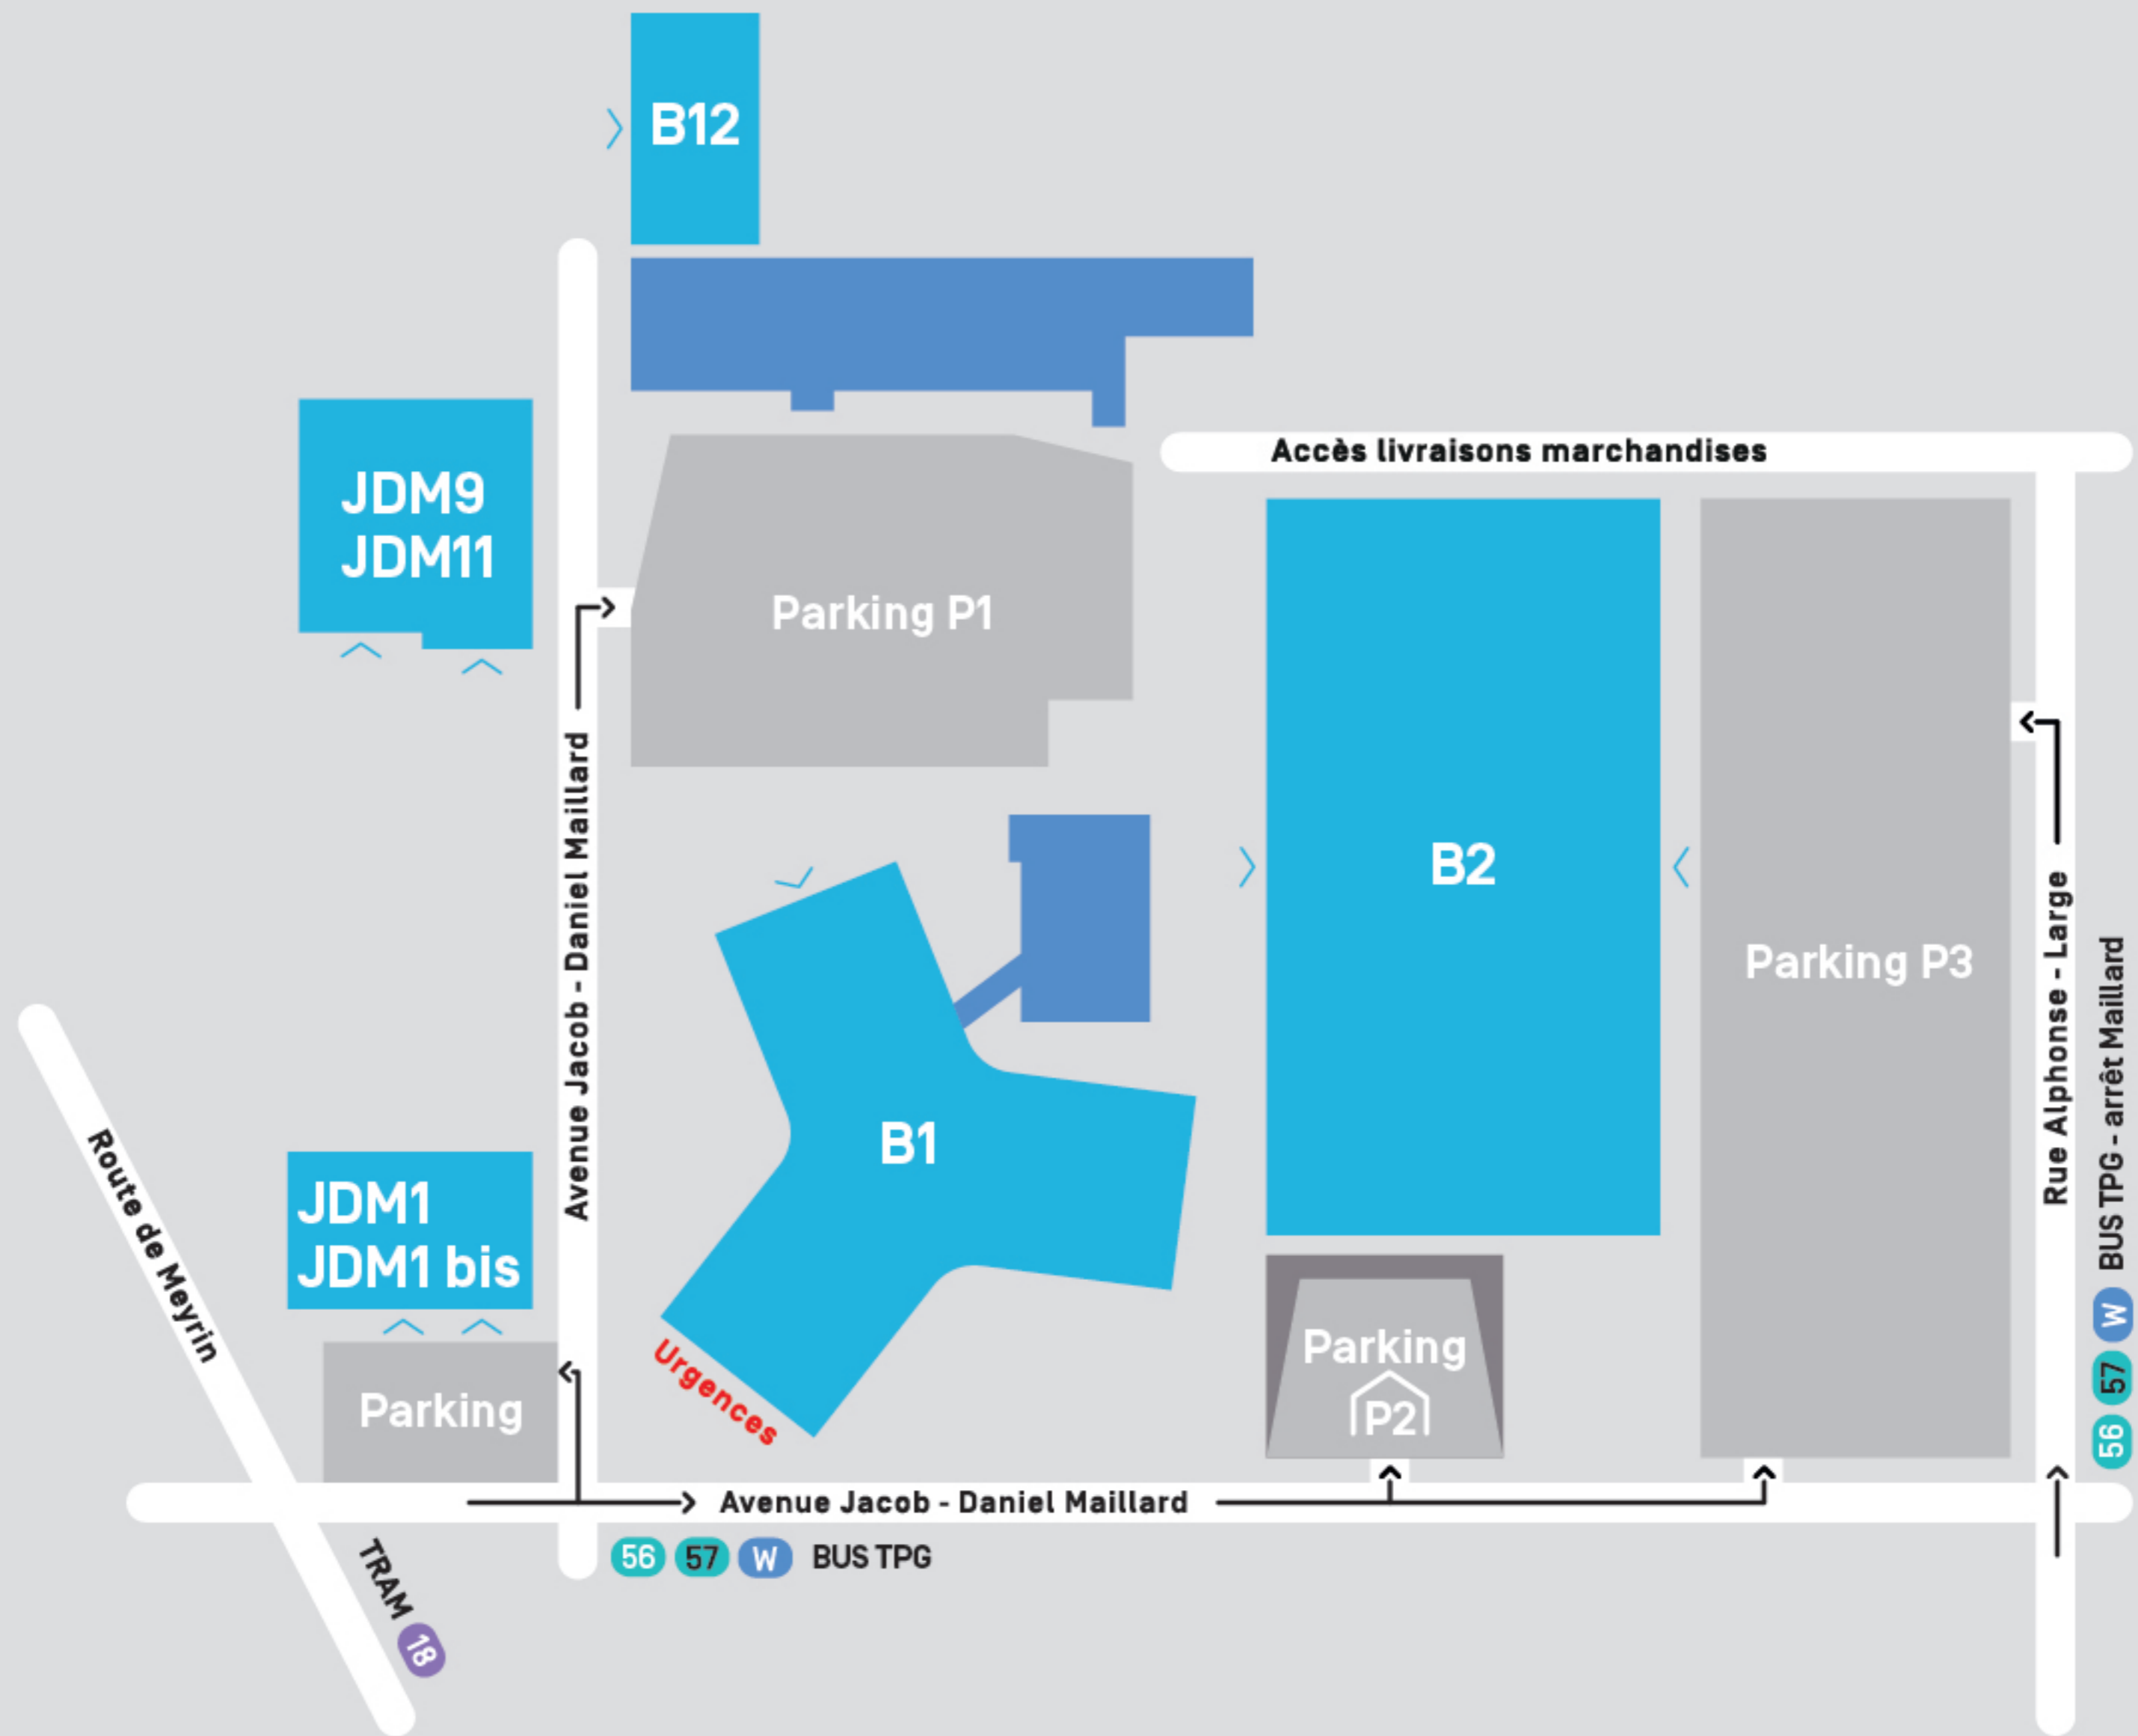 B12
Accès livraisons marchandises
JDM9
JDM11
Parking P1
Avenue Jacob - Daniel Maillard
B2
Parking P3
Rue Alphonse - Large
56 57 W BUS TPG - arrêt Maillard
B1
Route de Meyrin
JDM1
JDM1 bis
Urgences
Parking
P2
Parking
Avenue Jacob - Daniel Maillard
56 57 W BUS TPG
TRAM 18